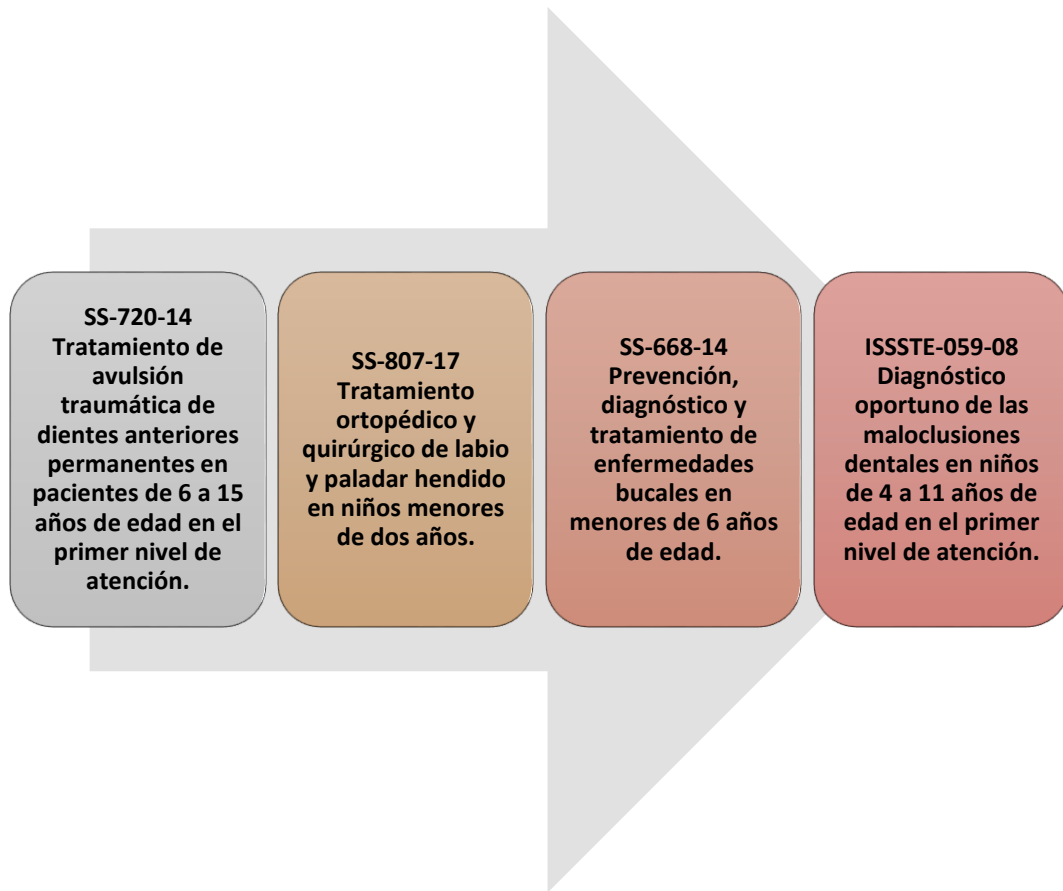 SS-720-14
Tratamiento de
avulsión
traumática de
dientes anteriores
permanentes en
pacientes de 6 a 15
años de edad en el
primer nivel de
atención.
SS-807-17
Tratamiento
ortopédico y
quirúrgico de labio
y paladar hendido
en niños menores
de dos años.
SS-668-14
Prevención,
diagnóstico y
tratamiento de
enfermedades
bucales en
menores de 6 años
de edad.
ISSSTE-059-08
Diagnóstico
oportuno de las
maloclusiones
dentales en niños
de 4 a 11 años de
edad en el primer
nivel de atención.